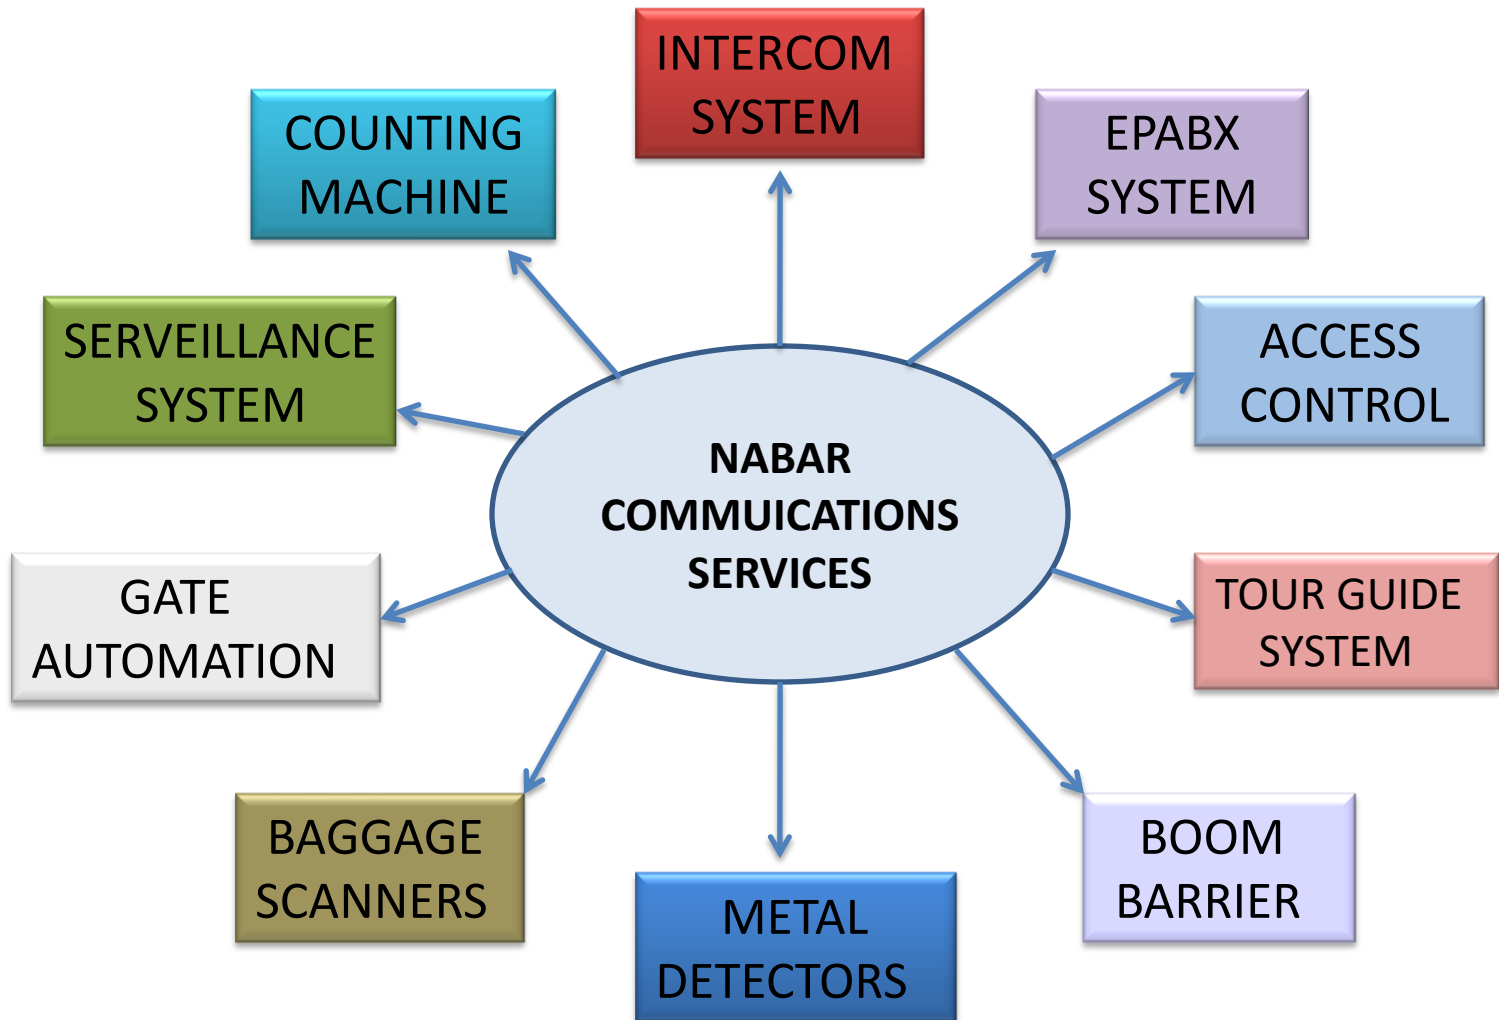 INTERCOM
SYSTEM
COUNTING
MACHINE
EPABX
SYSTEM
SERVEILLANCE
SYSTEM
ACCESS
CONTROL
NABAR
COMMUICATIONS
SERVICES
GATE
AUTOMATION
TOUR GUIDE
SYSTEM
BAGGAGE
SCANNERS
BOOM
BARRIER
METAL
DETECTORS